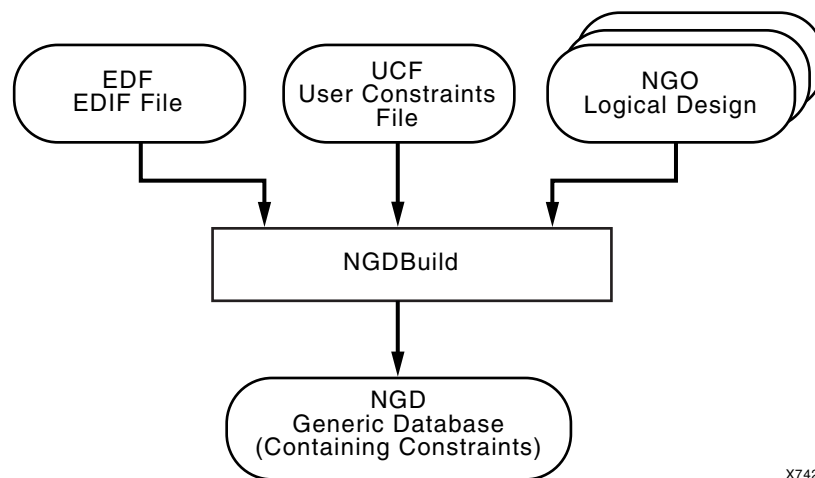 EDF
EDIF File
UCF
User Constraints
File
NGO
Logical Design
NGDBuild
NGD
Generic Database
(Containing Constraints)